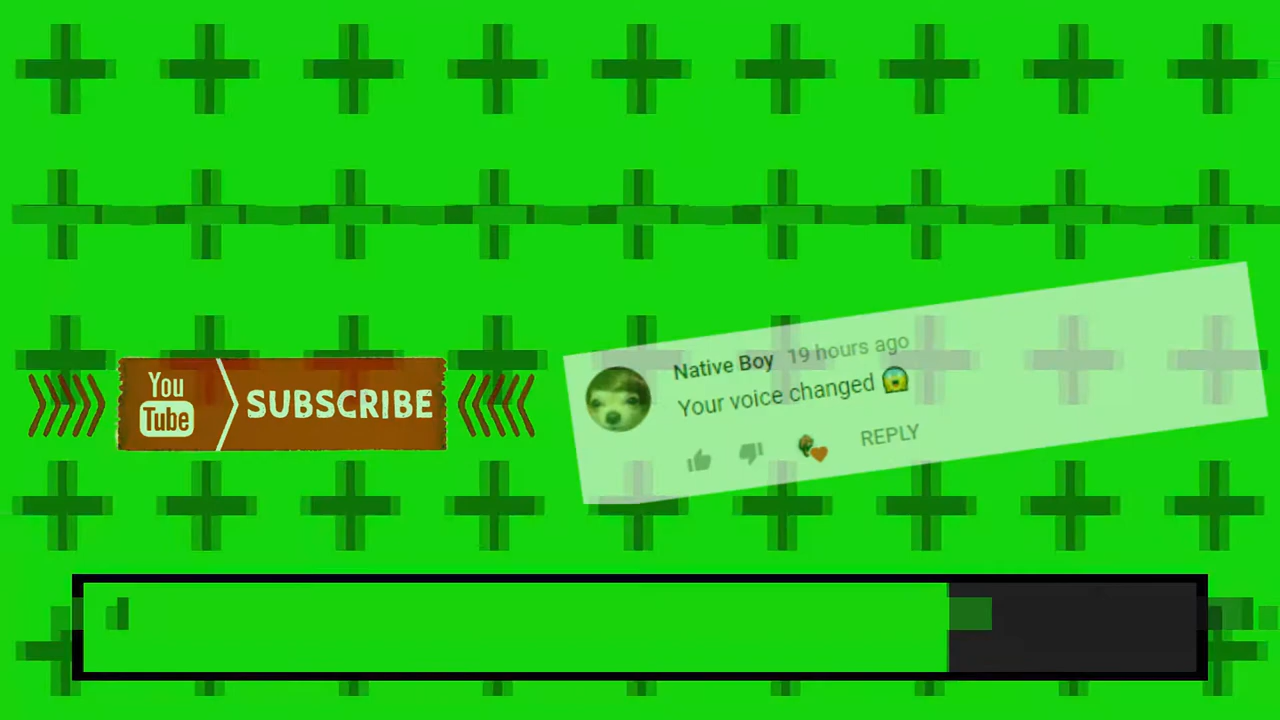 You
Tube
SUBSCRIBE
Native Boy 19 hours ago
Your voice changed 😱
REPLY